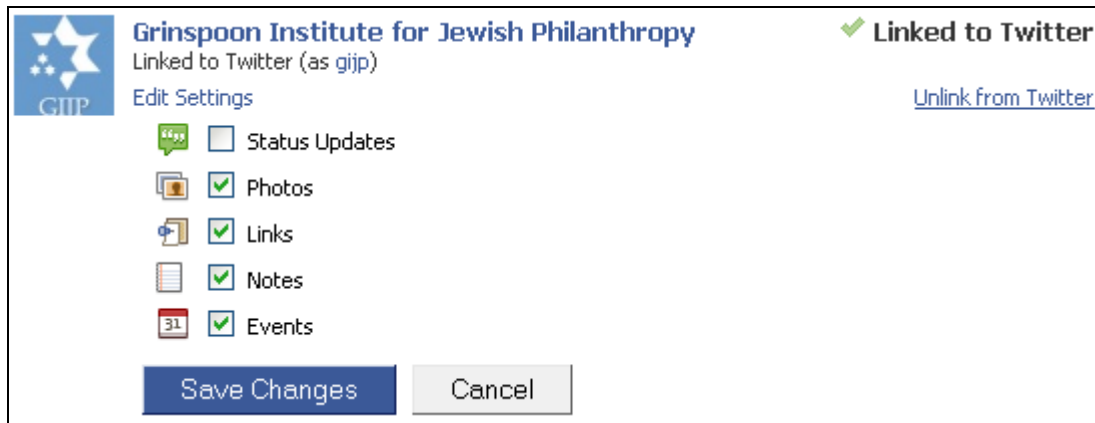 Grinspoon Institute for Jewish Philanthropy
Linked to Twitter
Linked to Twitter (as gijp)
Edit Settings
Unlink from Twitter
GIJP
Status Updates
Photos
Links
Notes
31
Events
Save Changes
Cancel